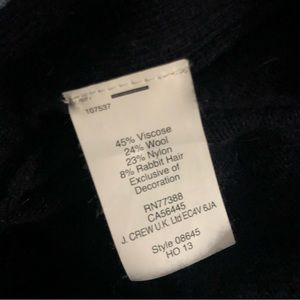 107537
45% Viscose
24% Wool
23% Nylon
8% Rabbit Hair
Exclusive of
Decoration
RN77388
CA56445
J. CREW U.K. Ltd EC4V 6JA
Style 08645
HO 13